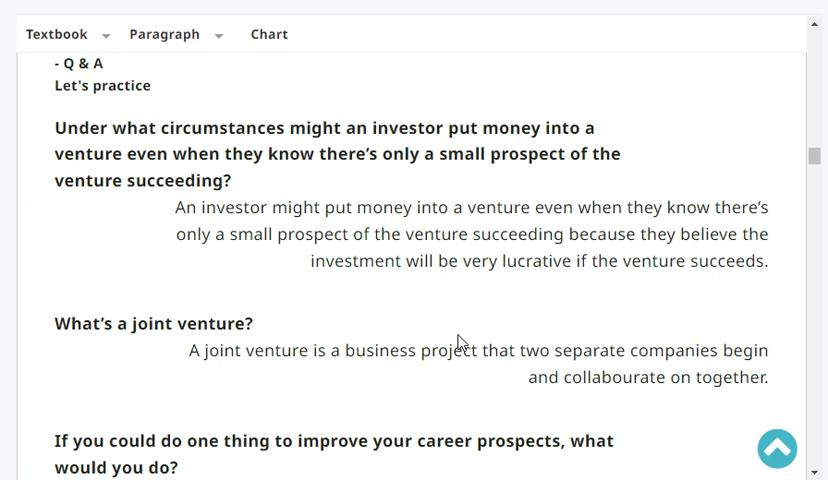 Textbook Paragraph Chart
- Q & A
Let's practice
Under what circumstances might an investor put money into a
venture even when they know there’s only a small prospect of the
venture succeeding?
An investor might put money into a venture even when they know there’s
only a small prospect of the venture succeeding because they believe the
investment will be very lucrative if the venture succeeds.
What’s a joint venture?
A joint venture is a business project that two separate companies begin
and collabourate on together.
If you could do one thing to improve your career prospects, what
would you do?